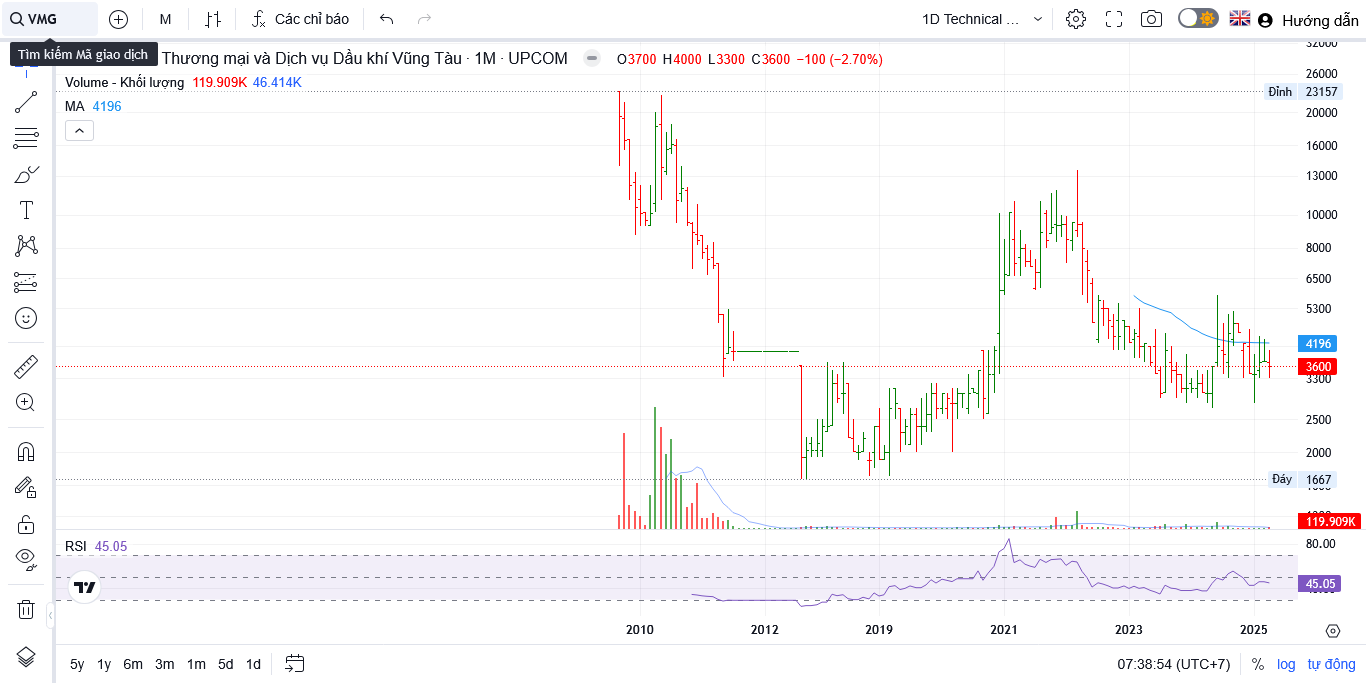 VMG
M
Các chỉ báo
1D Technical ...
Hướng dẫn
Tìm kiếm Mã giao dịch
Thương mại và Dịch vụ Dầu khí Vũng Tàu · 1M · UPCOM
O3700 H4000 L3300 C3600 −100 (−2.70%)
Volume - Khối lượng 119.909K 46.414K
MA 4196
32000
26000
Đỉnh 23157
20000
16000
13000
10000
8000
6500
5300
4196
3600
3300
2500
2000
Đáy 1667
119.909K
RSI 45.05
80.00
45.05
2010 2012 2019 2021 2023 2025
5y 1y 6m 3m 1m 5d 1d
07:38:54 (UTC+7) % log tự động